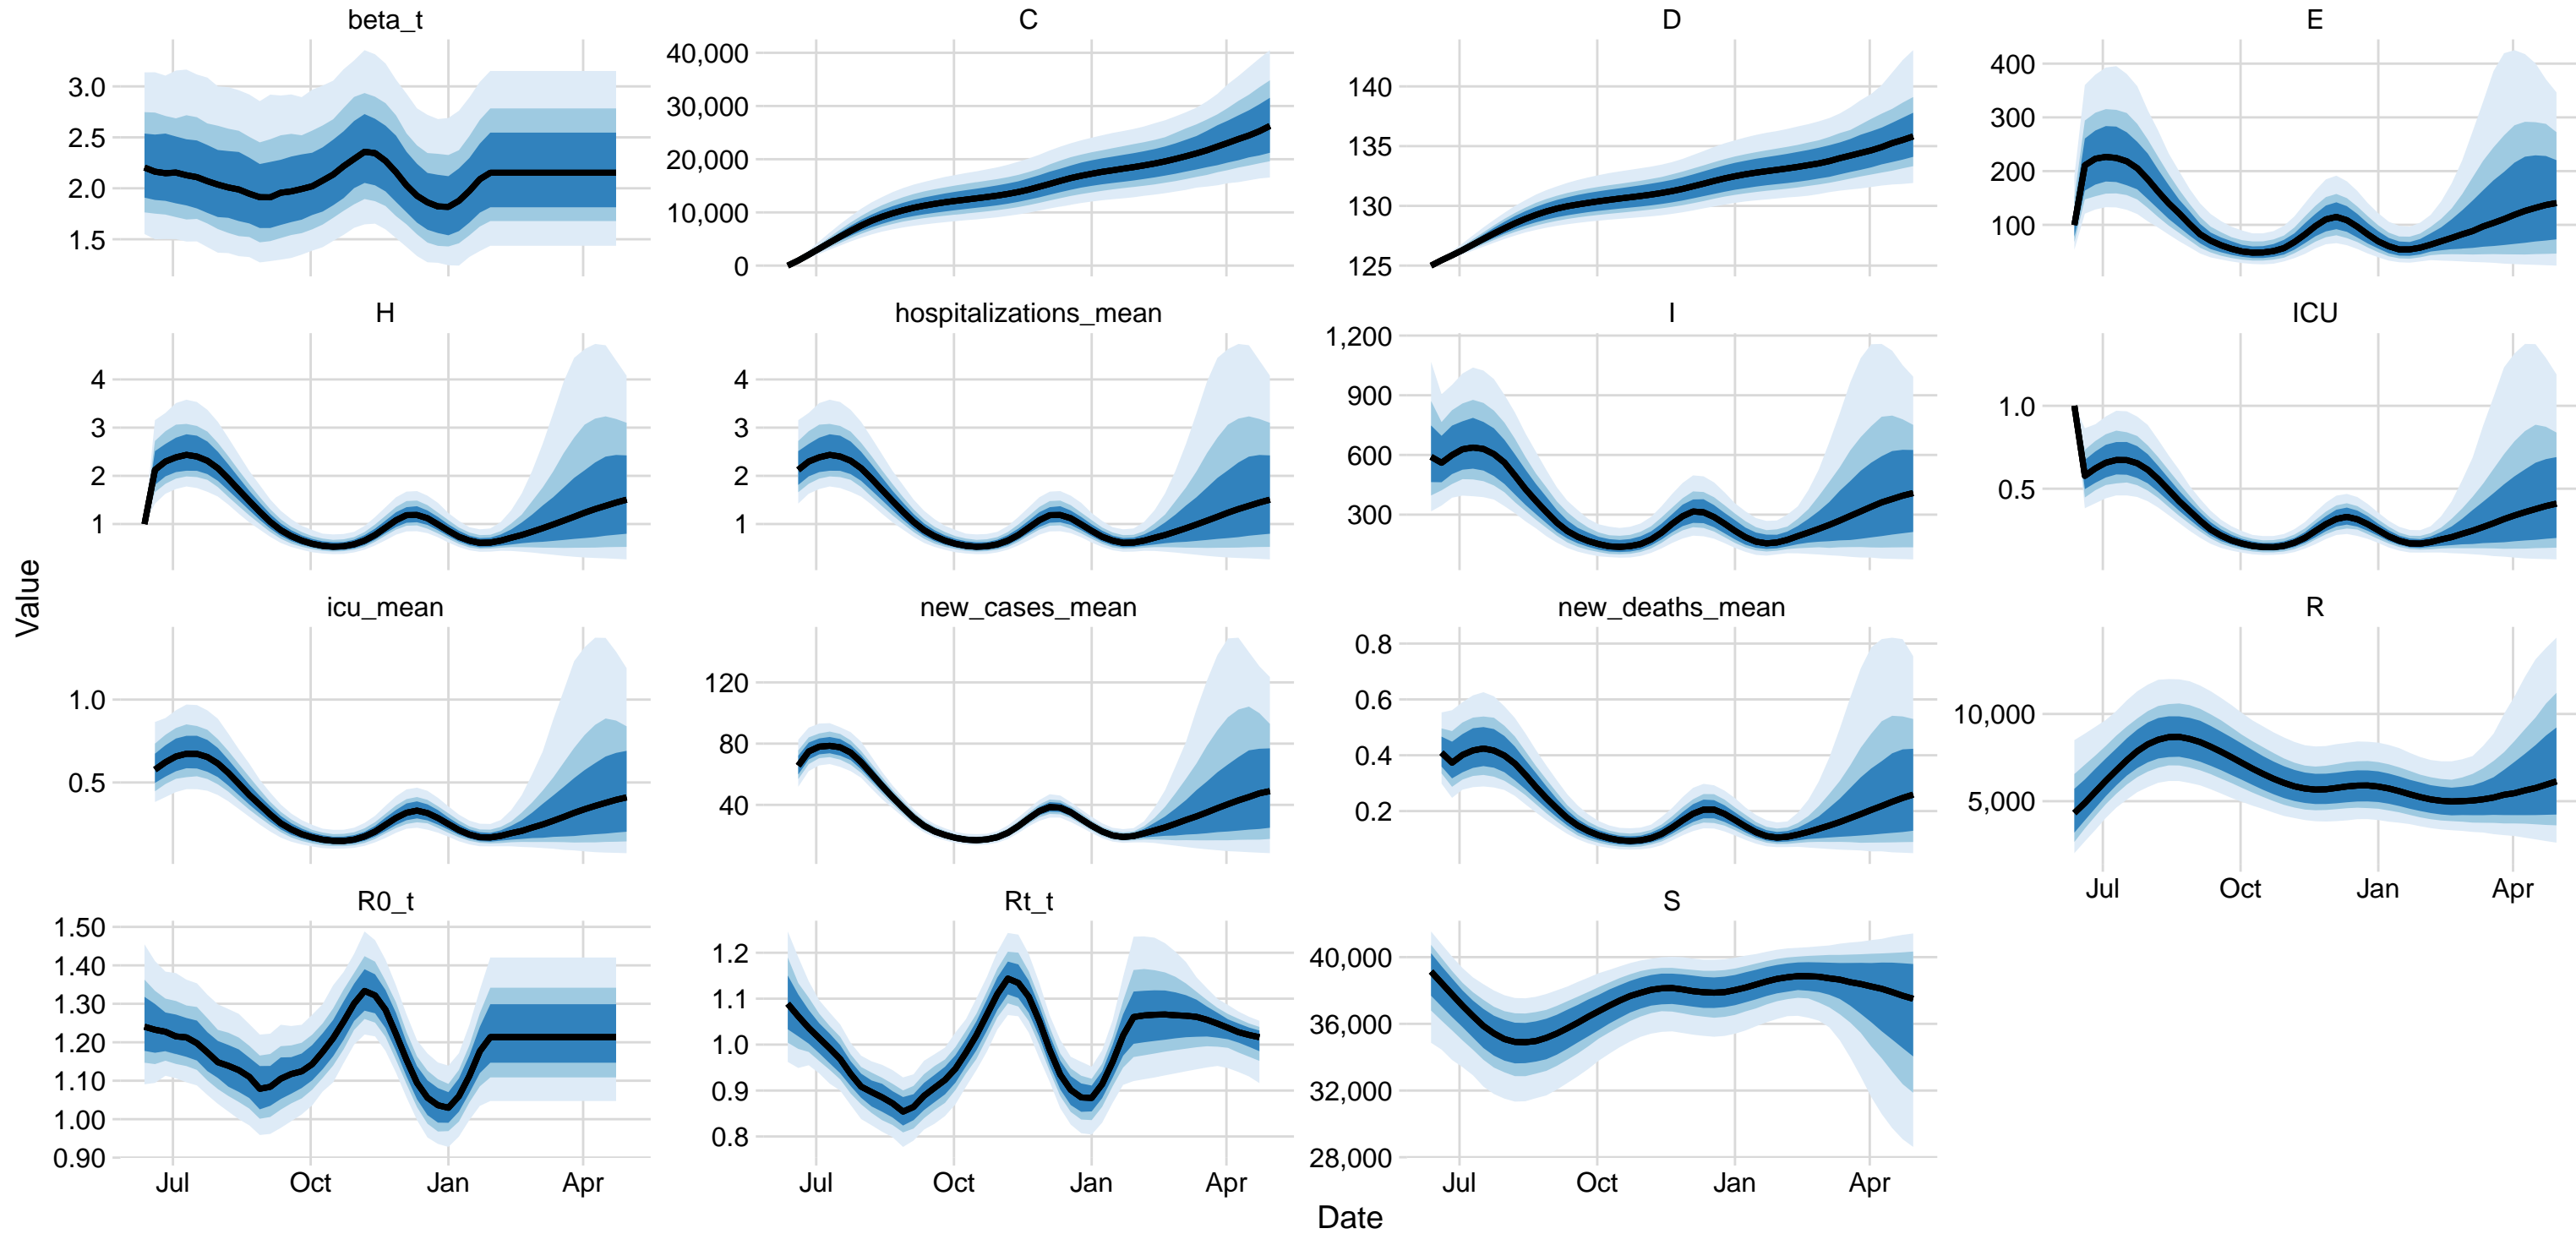 beta_t
C
D
E
3.0
2.5
2.0
1.5
40,000
30,000
20,000
10,000
0
140
135
130
125
400
300
200
100
H
hospitalizations_mean
I
ICU
4
3
2
1
4
3
2
1
1,200
900
600
300
1.0
0.5
Value
icu_mean
new_cases_mean
new_deaths_mean
R
1.0
0.5
120
80
40
0.8
0.6
0.4
0.2
10,000
5,000
Jul Oct Jan Apr
R0_t
Rt_t
S
1.50
1.40
1.30
1.20
1.10
1.00
0.90
1.2
1.1
1.0
0.9
0.8
40,000
36,000
32,000
28,000
Jul Oct Jan Apr
Jul Oct Jan Apr
Jul Oct Jan Apr
Date